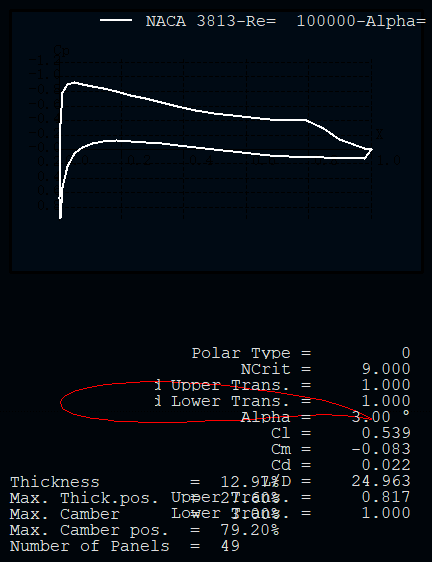 NACA 3813-Re=  100000-Alpha=
Polar Type =         0
NCrit =     9.000
Upper Trans. =     1.000
Lower Trans. =     1.000
Alpha =    3.00 °
Cl =     0.539
Cm =    -0.083
Cd =     0.022
L/D =    24.963
Thickness         =  12.97%
Upper Trans. =     0.817
Max. Thick.pos.   =  27.60%
Lower Trans. =     1.000
Max. Camber       =   3.00%
Max. Camber pos.  =  79.20%
Number of Panels  =  49